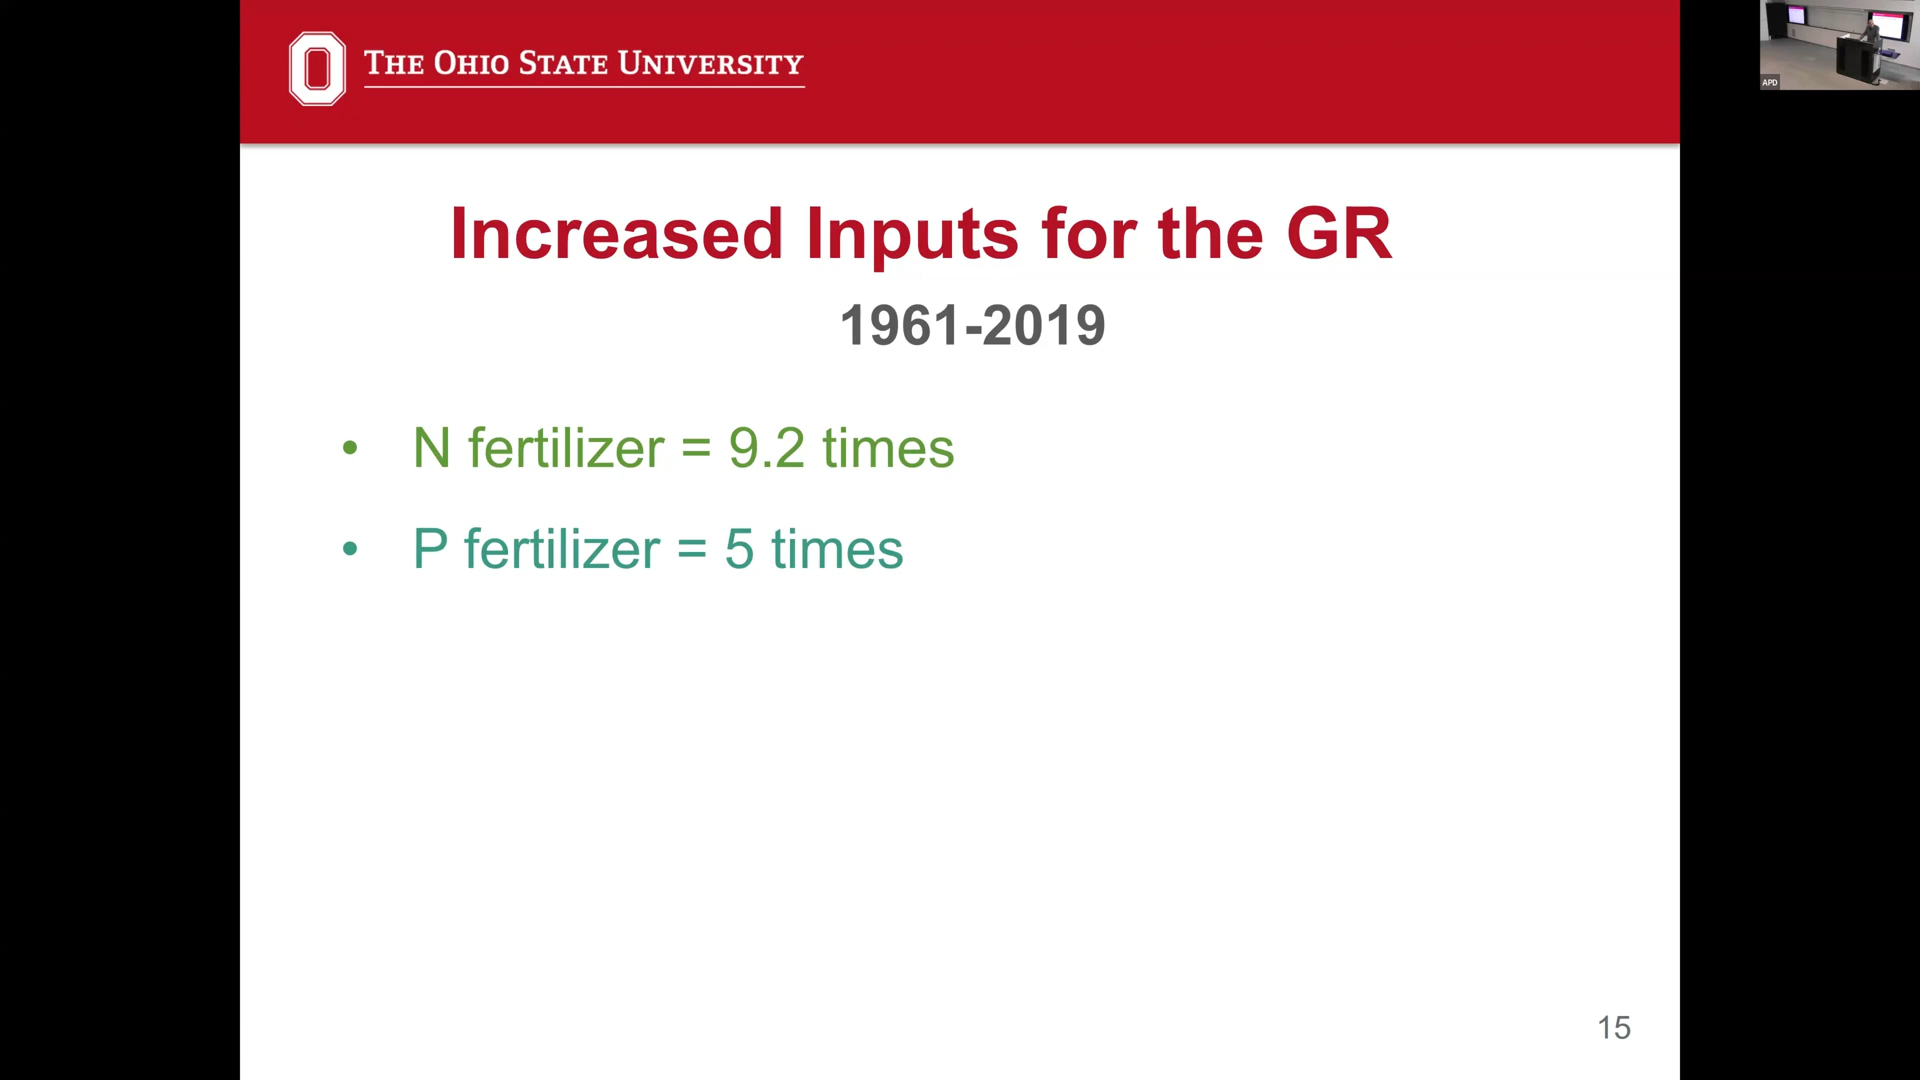 THE OHIO STATE UNIVERSITY
Increased Inputs for the GR
1961-2019
• N fertilizer = 9.2 times
• P fertilizer = 5 times
15
APD